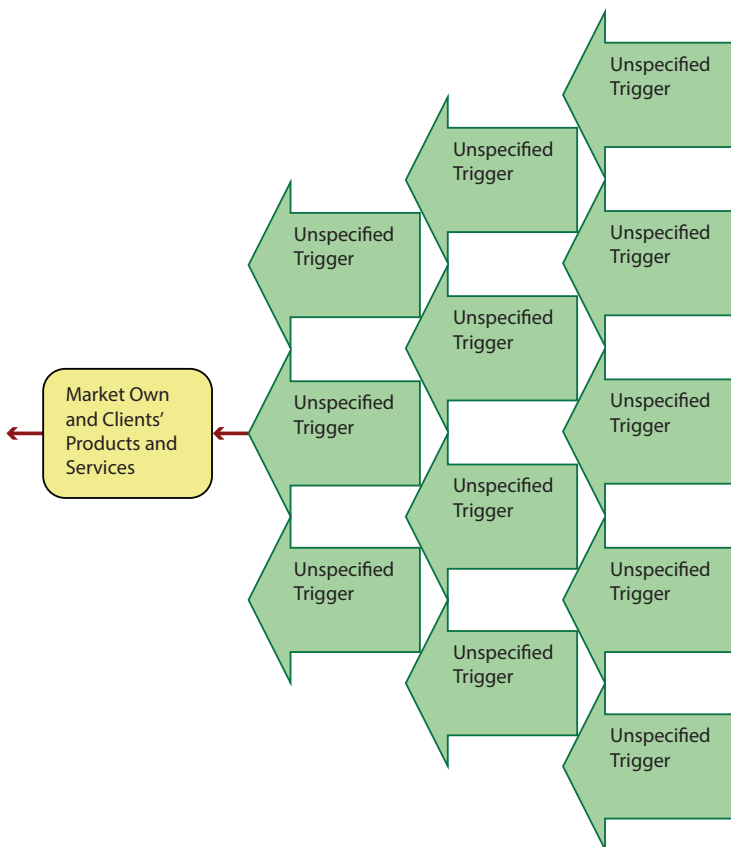 Unspecified
Trigger
Unspecified
Trigger
Unspecified
Trigger
Unspecified
Trigger
Unspecified
Trigger
Market Own
and Clients’
Products and
Services
Unspecified
Trigger
Unspecified
Trigger
Unspecified
Trigger
Unspecified
Trigger
Unspecified
Trigger
Unspecified
Trigger
Unspecified
Trigger